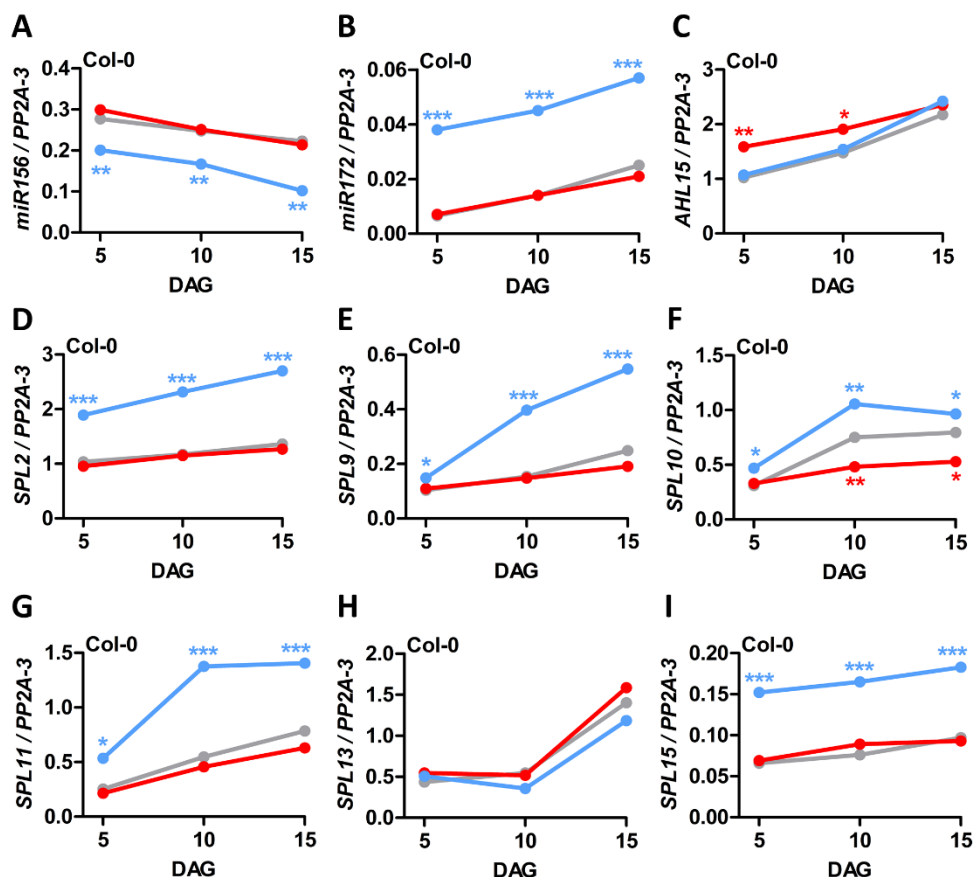 A
Col-0
miR156 / PP2A-3
0.4
0.3
0.2
0.1
0.0
**
**
**
5 10 15
DAG
B
Col-0
miR172 / PP2A-3
0.06
0.04
0.02
0.00
***
***
***
5 10 15
DAG
C
Col-0
AHL15 / PP2A-3
3
2
1
0
**
*
5 10 15
DAG
D
Col-0
SPL2 / PP2A-3
3
2
1
0
***
***
***
5 10 15
DAG
E
Col-0
SPL9 / PP2A-3
0.6
0.4
0.2
0.0
*
***
***
5 10 15
DAG
F
Col-0
SPL10 / PP2A-3
1.5
1.0
0.5
0.0
*
**
*
**
*
5 10 15
DAG
G
Col-0
SPL11 / PP2A-3
1.5
1.0
0.5
0.0
*
***
***
5 10 15
DAG
H
Col-0
SPL13 / PP2A-3
2.0
1.5
1.0
0.5
0.0
5 10 15
DAG
I
Col-0
SPL15 / PP2A-3
0.20
0.15
0.10
0.05
0.00
***
***
***
5 10 15
DAG